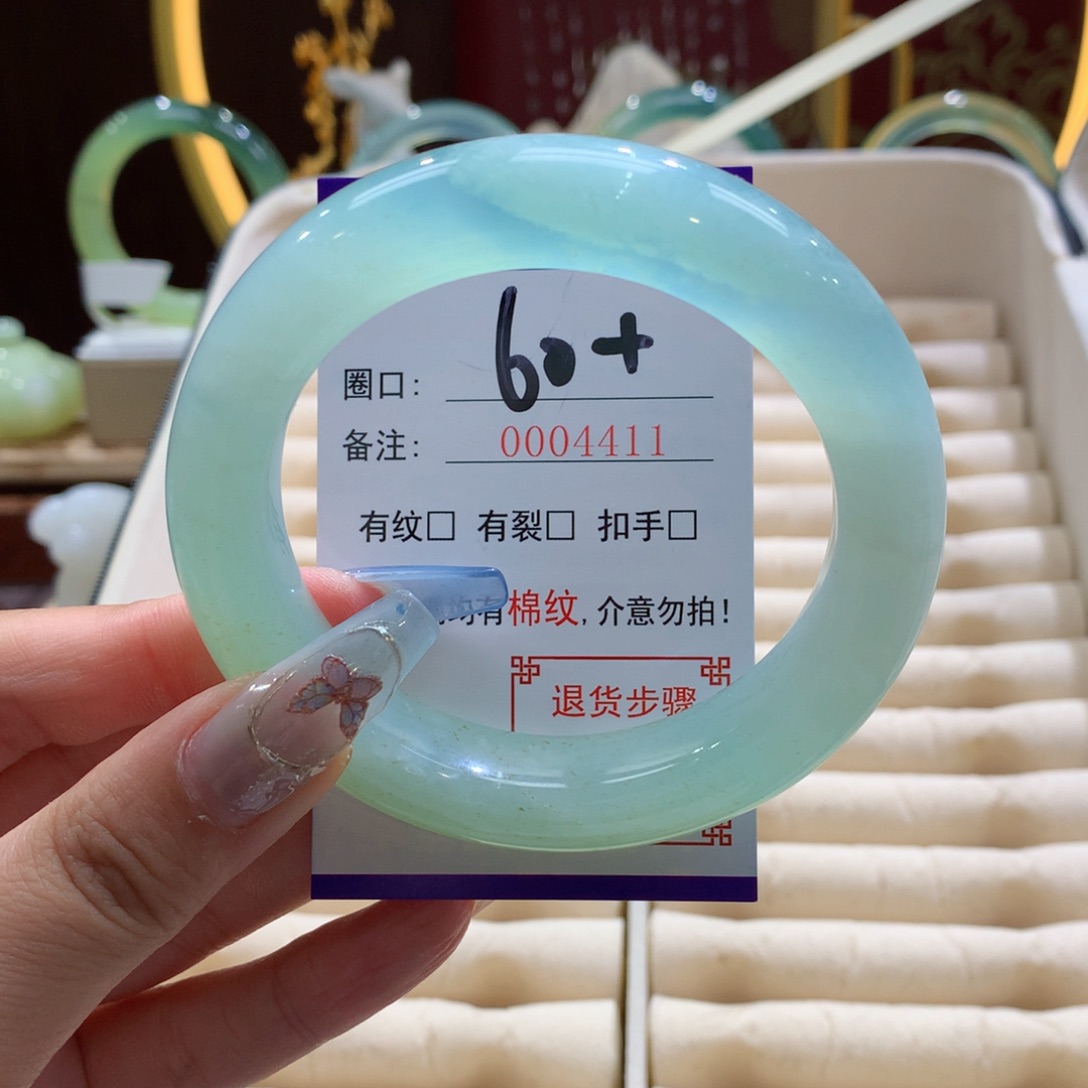 圈口: 60+
备注: 0004411
有纹□ 有裂□ 扣手□
均有棉纹,介意勿拍!
退货步骤